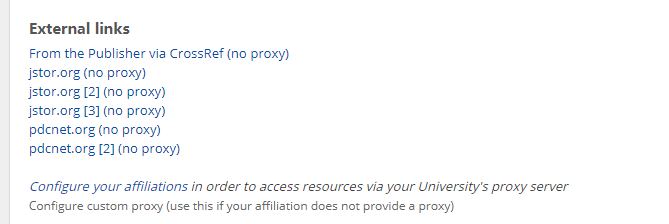 External links
From the Publisher via CrossRef (no proxy)
jstor.org (no proxy)
jstor.org [2] (no proxy)
jstor.org [3] (no proxy)
pdcnet.org (no proxy)
pdcnet.org [2] (no proxy)
Configure your affiliations in order to access resources via your University's proxy server
Configure custom proxy (use this if your affiliation does not provide a proxy)